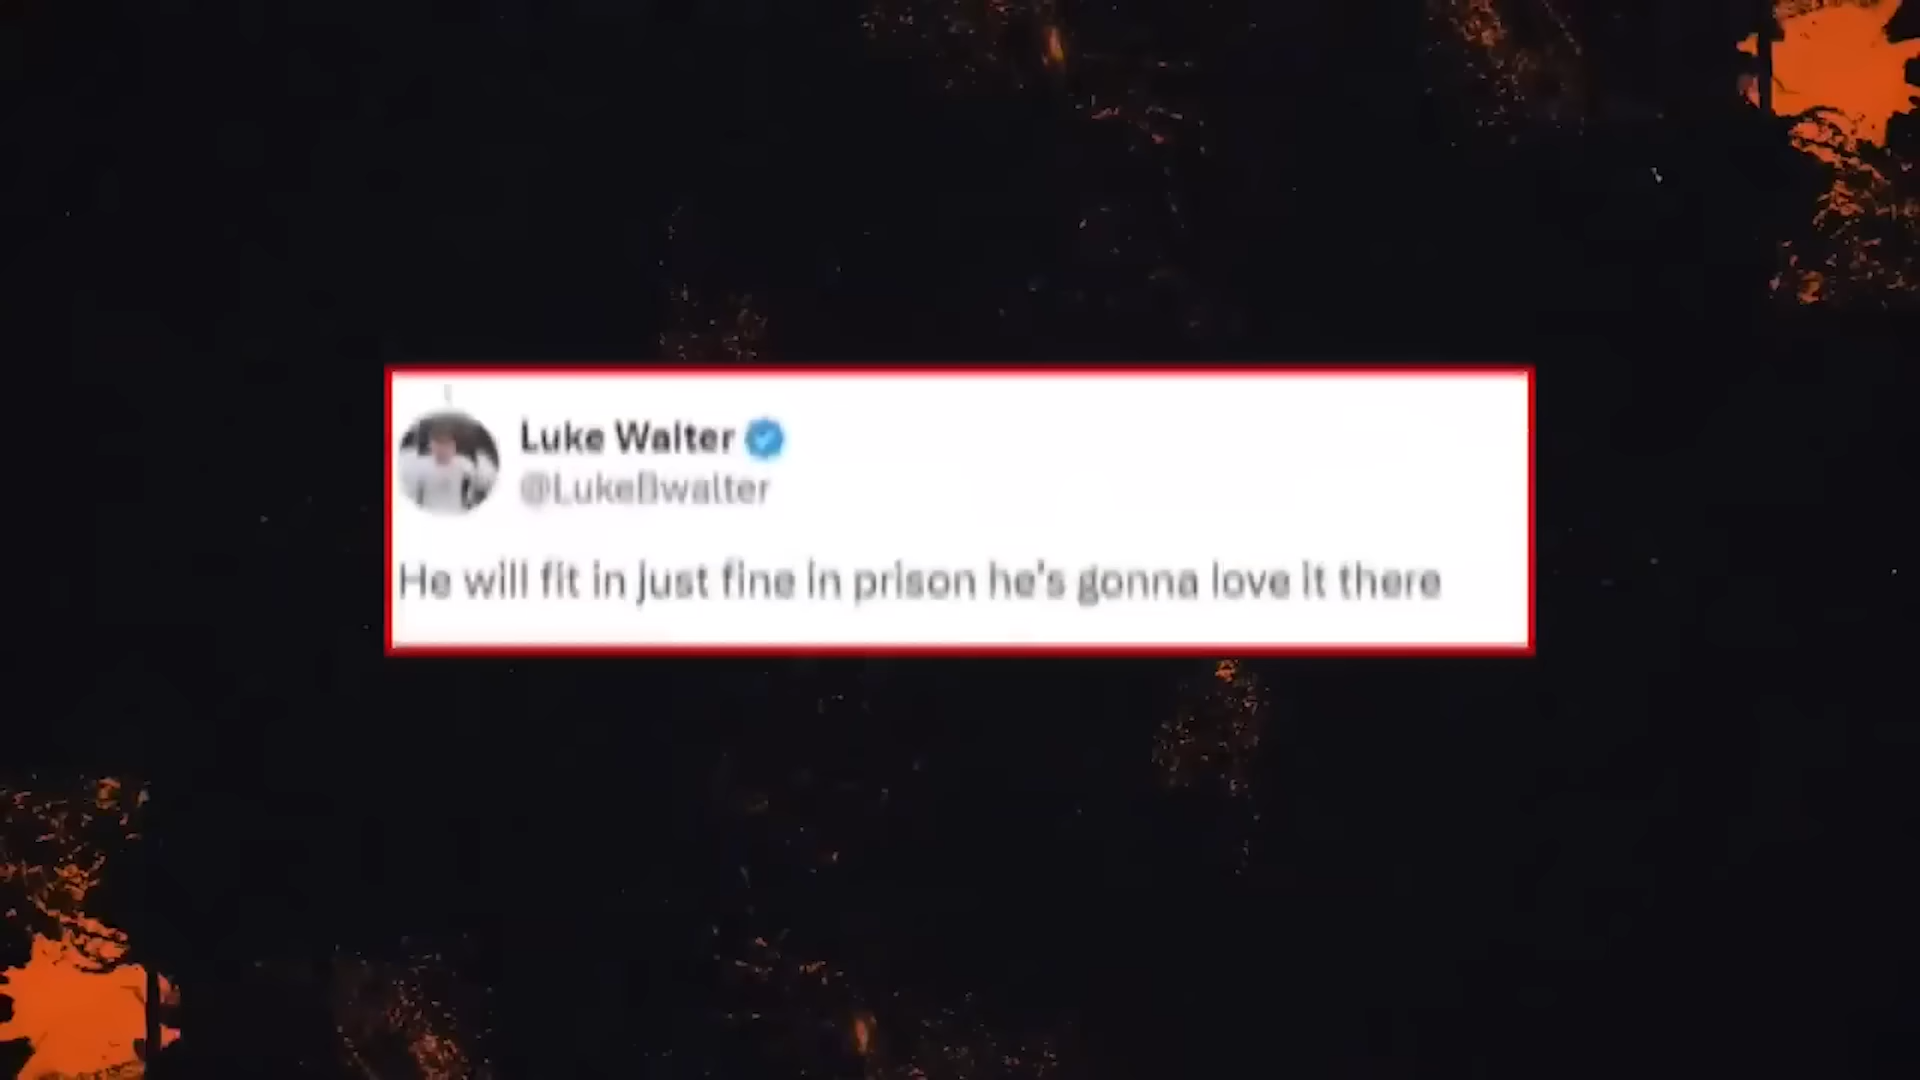 Luke Walter
@LukeBwalter
He will fit in just fine in prison he's gonna love it there